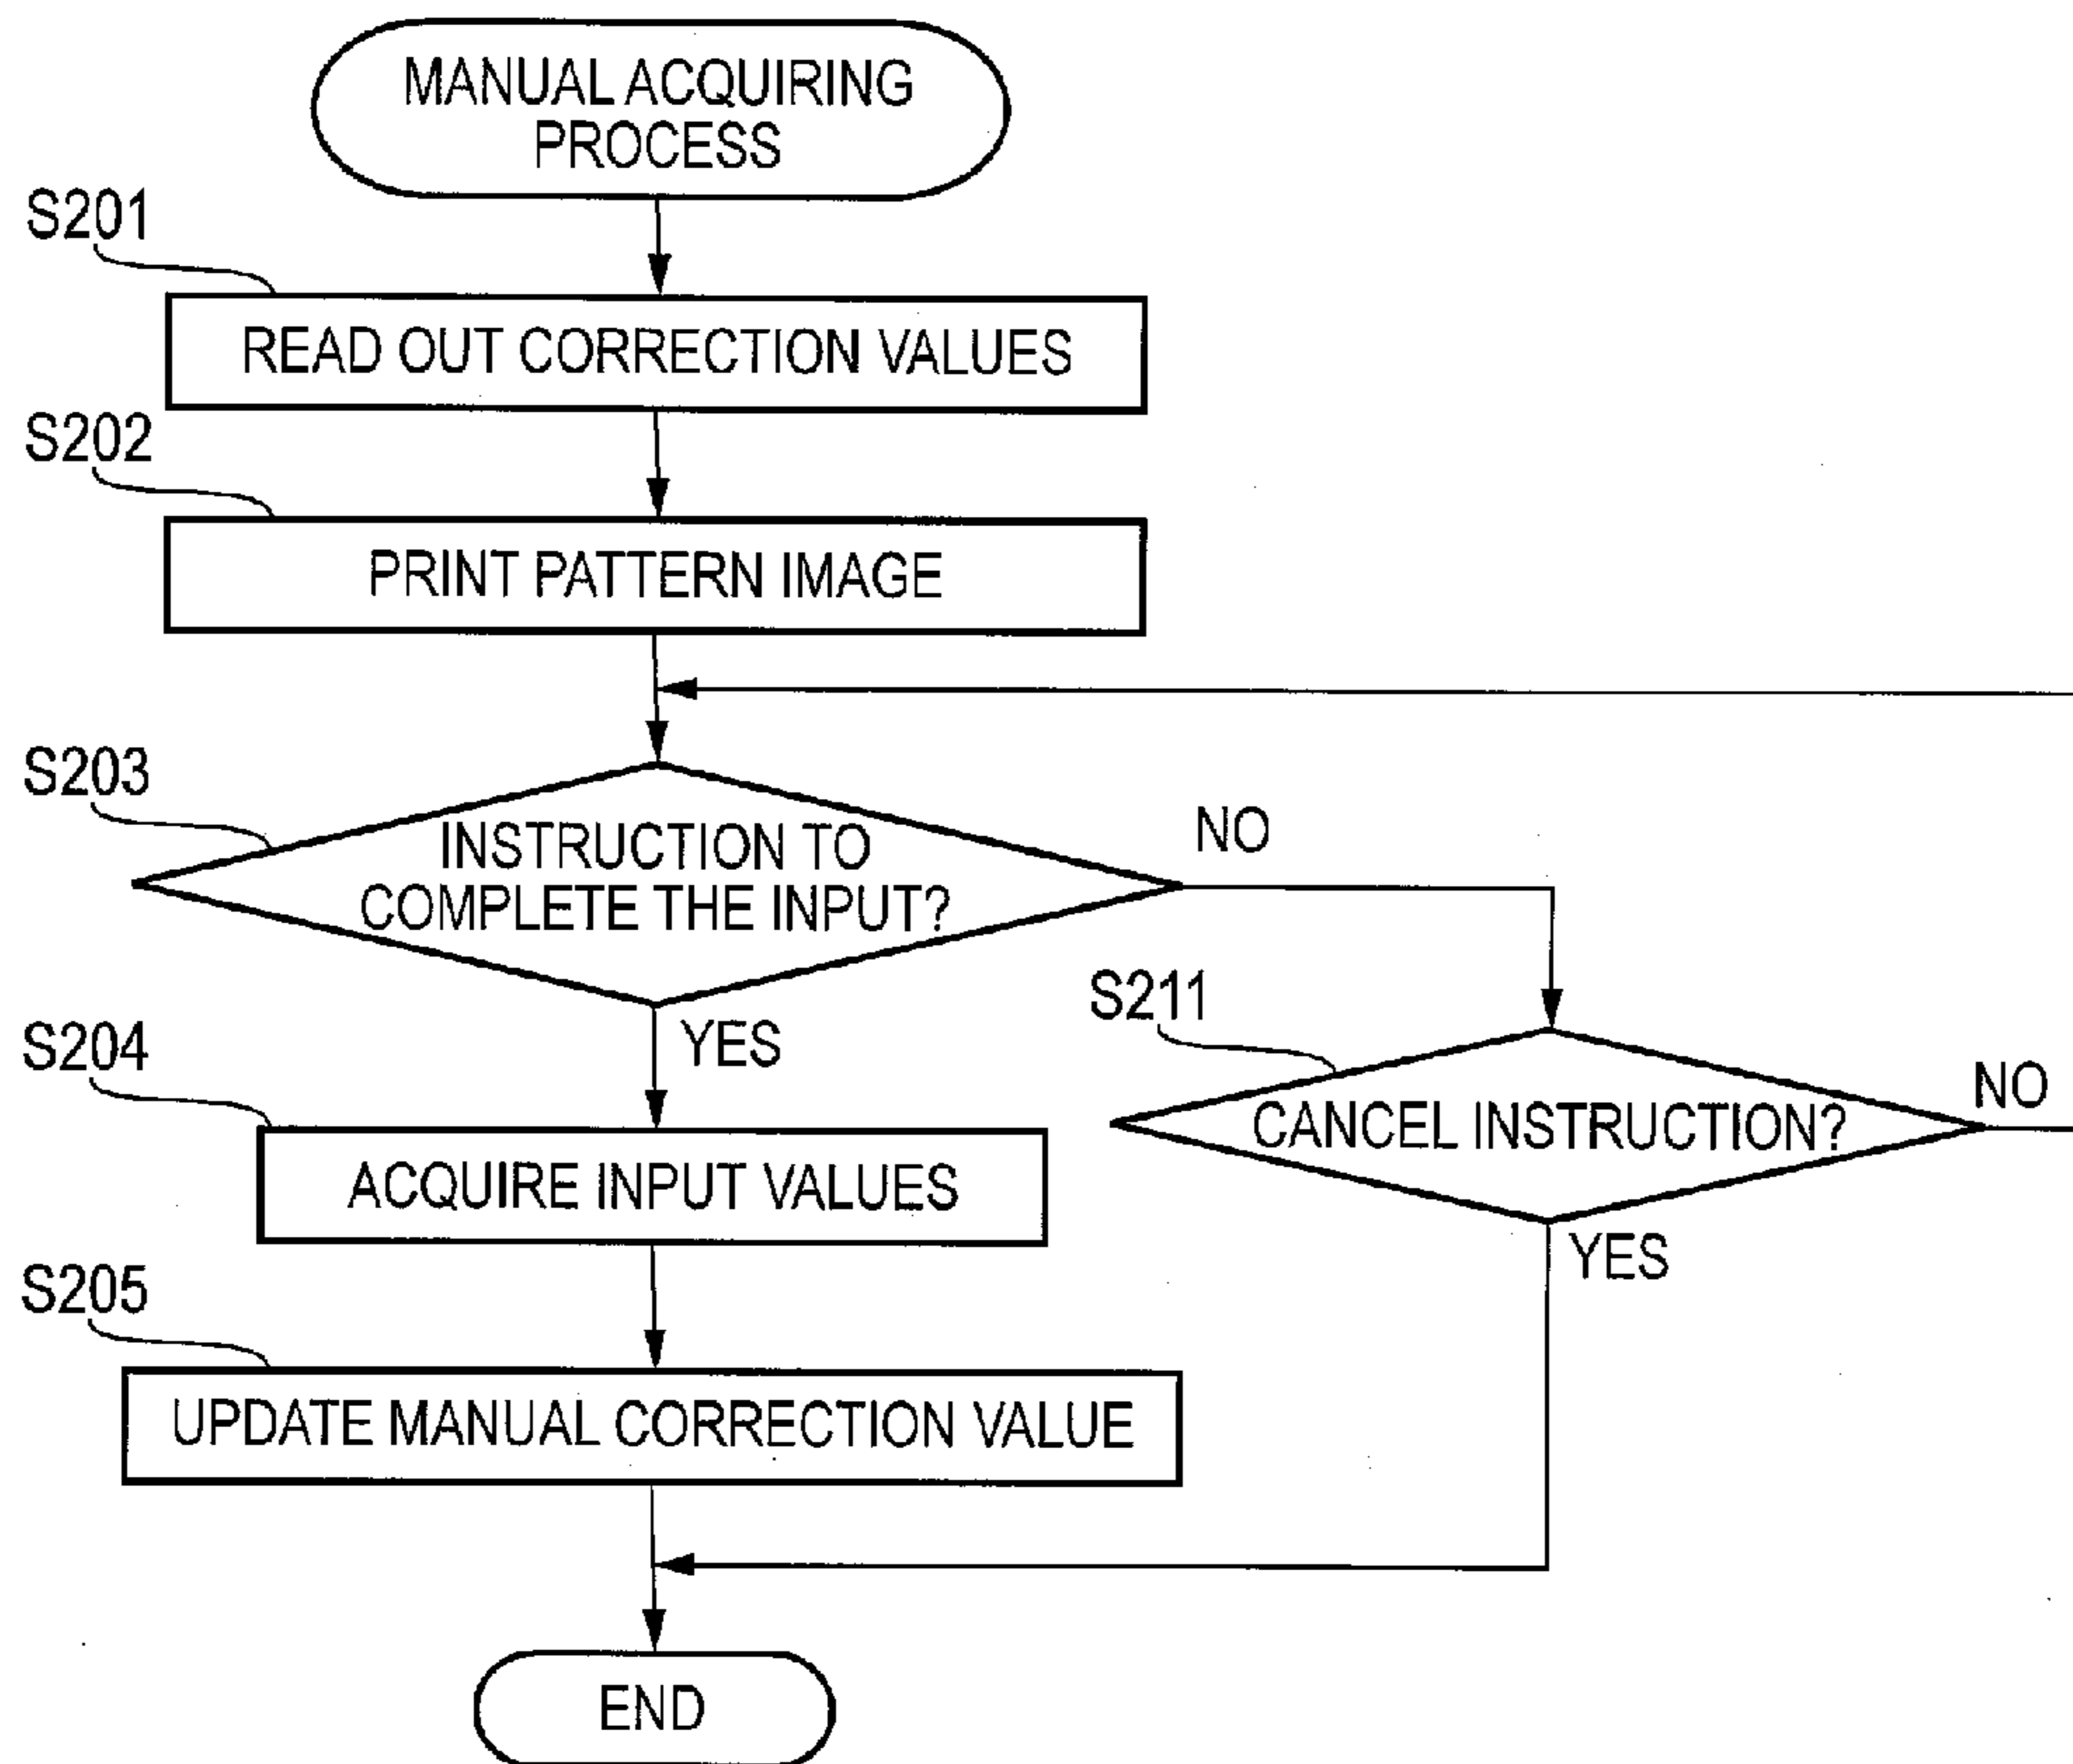 MANUAL ACQUIRING
PROCESS
S201
READ OUT CORRECTION VALUES
S202
PRINT PATTERN IMAGE
S203
INSTRUCTION TO
COMPLETE THE INPUT?
NO
YES
S211
CANCEL INSTRUCTION?
NO
YES
S204
ACQUIRE INPUT VALUES
S205
UPDATE MANUAL CORRECTION VALUE
END